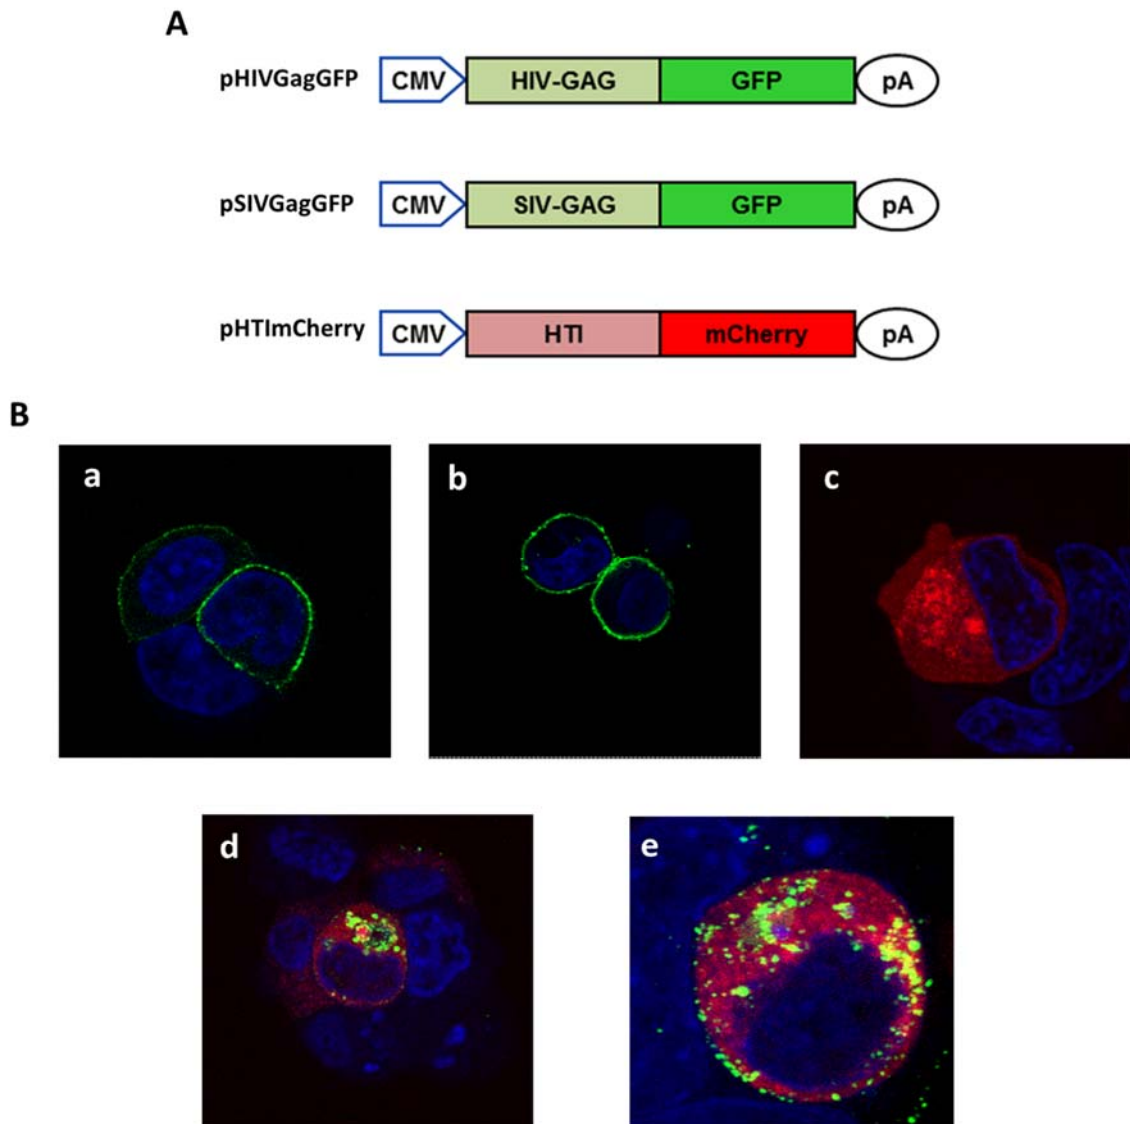 A
pHIVGagGFP CMV HIV-GAG GFP pA
pSIVGagGFP CMV SIV-GAG GFP pA
pHTImCherry CMV HTI mCherry pA
B
a b c
d e